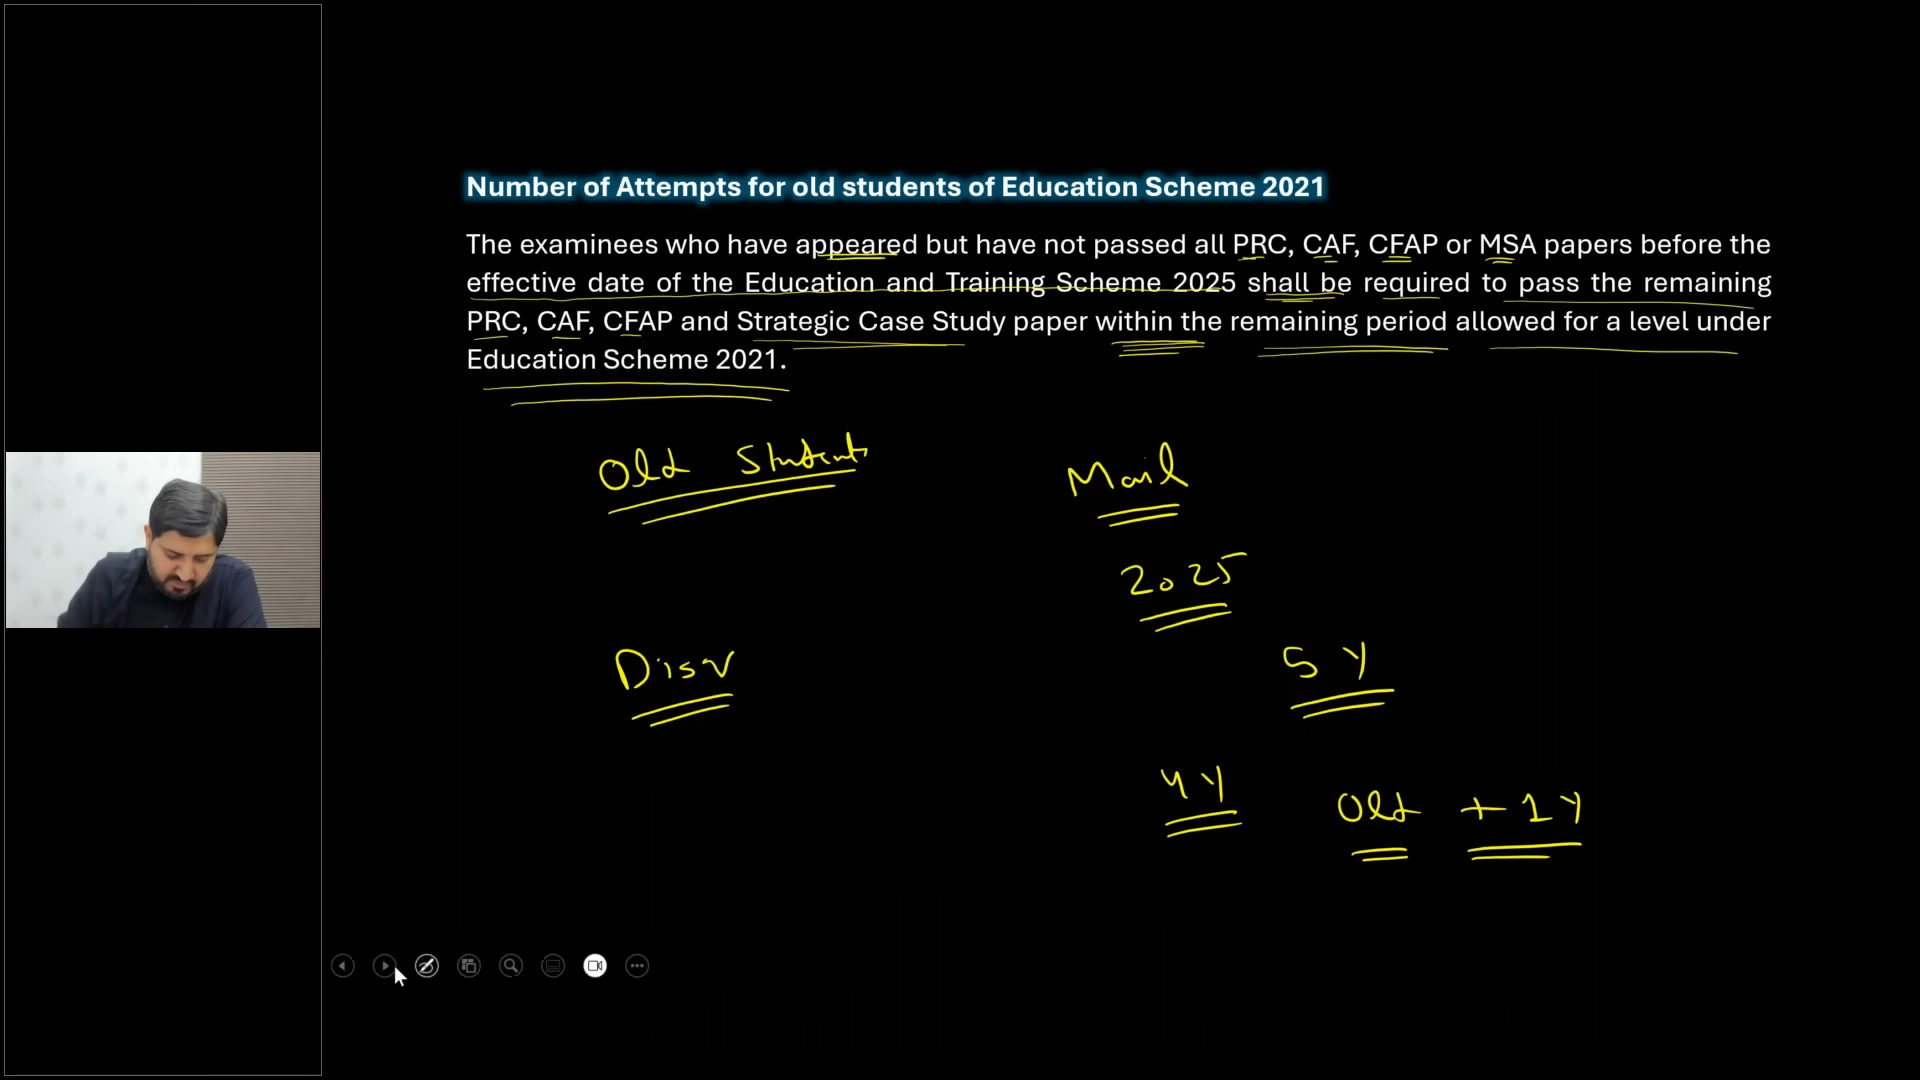 Number of Attempts for old students of Education Scheme 2021
The examinees who have appeared but have not passed all PRC, CAF, CFAP or MSA papers before the
effective date of the Education and Training Scheme 2025 shall be required to pass the remaining
PRC, CAF, CFAP and Strategic Case Study paper within the remaining period allowed for a level under
Education Scheme 2021.
Old Students
Mail
2025
5 Y
4 Y
Old + 1 Y